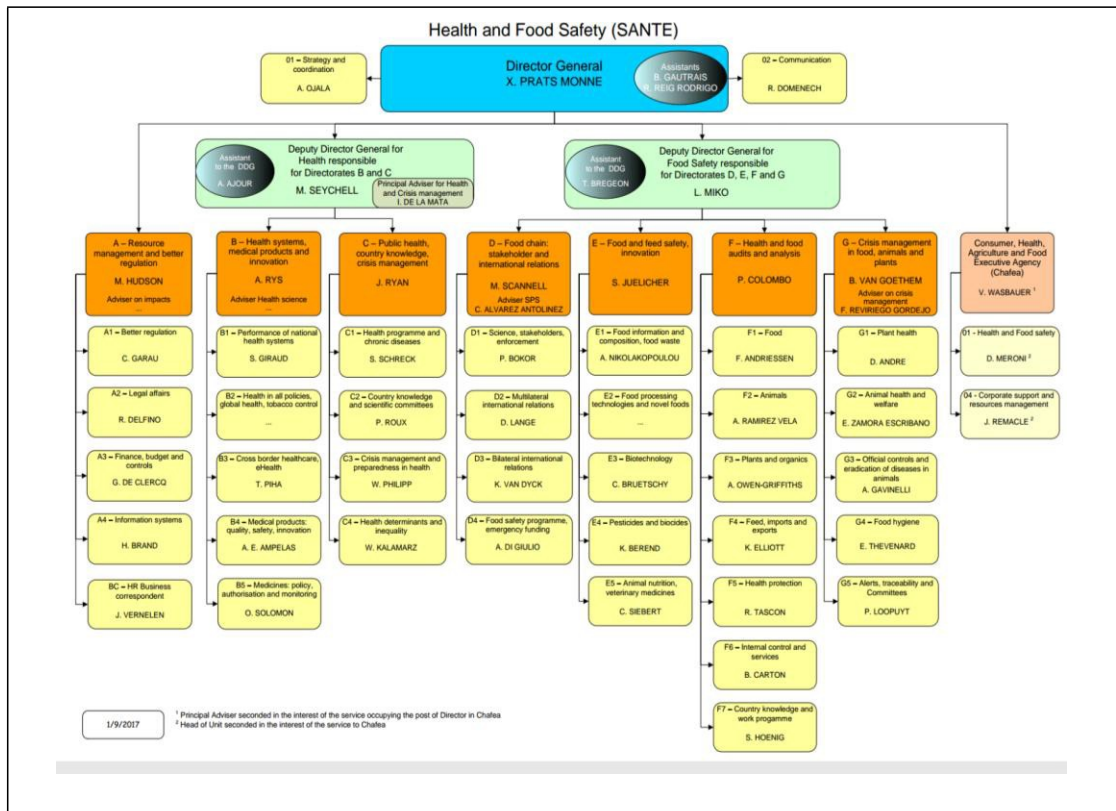 Health and Food Safety (SANTE)
01 – Strategy and
coordination
A. OJALA
Director General
X. PRATS MONNE
Assistants
B. GAUTRAIS
R. REIG RODRIGO
02 – Communication
R. DOMENECH
Assistant
to the DDG
A. AJOUR
Deputy Director General for
Health responsible
for Directorates B and C
M. SEYCHELL
Principal Adviser for Health
and Crisis management
I. DE LA MATA
Assistant
to the DDG
T. BREGEON
Deputy Director General for
Food Safety responsible
for Directorates D, E, F and G
L. MIKO
A – Resource
management and better
regulation
M. HUDSON
Adviser on impacts
...
A1 – Better regulation
C. GARAU
A2 – Legal affairs
R. DELFINO
A3 – Finance, budget and
controls
G. DE CLERCQ
A4 – Information systems
H. BRAND
BC – HR Business
correspondent
J. VERNELEN
B – Health systems,
medical products and
innovation
A. RYS
Adviser Health science
...
B1 – Performance of national
health systems
S. GIRAUD
B2 – Health in all policies,
global health, tobacco control
...
B3 – Cross border healthcare,
eHealth
T. PIHA
B4 – Medical products:
quality, safety, innovation
A. E. AMPELAS
B5 – Medicines: policy,
authorisation and monitoring
O. SOLOMON
C – Public health,
country knowledge,
crisis management
J. RYAN
C1 – Health programme and
chronic diseases
S. SCHRECK
C2 – Country knowledge
and scientific committees
P. ROUX
C3 – Crisis management and
preparedness in health
W. PHILIPP
C4 – Health determinants and
inequality
W. KALAMARZ
D – Food chain:
stakeholder and
international relations
M. SCANNELL
Adviser SPS
C. ALVAREZ ANTOLINEZ
D1 – Science, stakeholders,
enforcement
P. BOKOR
D2 – Multilateral
international relations
D. LANGE
D3 – Bilateral international
relations
K. VAN DYCK
D4 – Food safety programme,
emergency funding
A. DI GIULIO
E – Food and feed safety,
innovation
S. JUELICHER
E1 – Food information and
composition, food waste
A. NIKOLAKOPOULOU
E2 – Food processing
technologies and novel foods
...
E3 – Biotechnology
C. BRUETSCHY
E4 – Pesticides and biocides
K. BEREND
E5 – Animal nutrition,
veterinary medicines
C. SIEBERT
F – Health and food
audits and analysis
P. COLOMBO
F1 – Food
F. ANDRIESSEN
F2 – Animals
A. RAMIREZ VELA
F3 – Plants and organics
A. OWEN-GRIFFITHS
F4 – Feed, imports and
exports
K. ELLIOTT
F5 – Health protection
R. TASCON
F6 – Internal control and
services
B. CARTON
F7 – Country knowledge and
work progamme
S. HOENIG
G – Crisis management
in food, animals and
plants
B. VAN GOETHEM
Adviser on crisis
management
F. REVIRIEGO GORDEJO
G1 – Plant health
D. ANDRE
G2 – Animal health and
welfare
E. ZAMORA ESCRIBANO
G3 – Official controls and
eradication of diseases in
animals
A. GAVINELLI
G4 – Food hygiene
E. THEVENARD
G5 – Alerts, traceability and
Committees
P. LOOPUYT
Consumer, Health,
Agriculture and Food
Executive Agency
(Chafea)
V. WASBAUER ¹
01 - Health and Food safety
D. MERONI ²
04 - Corporate support and
resources management
J. REMACLE ²
1/9/2017
¹ Principal Adviser seconded in the interest of the service occupying the post of Director in Chafea
² Head of Unit seconded in the interest of the service to Chafea